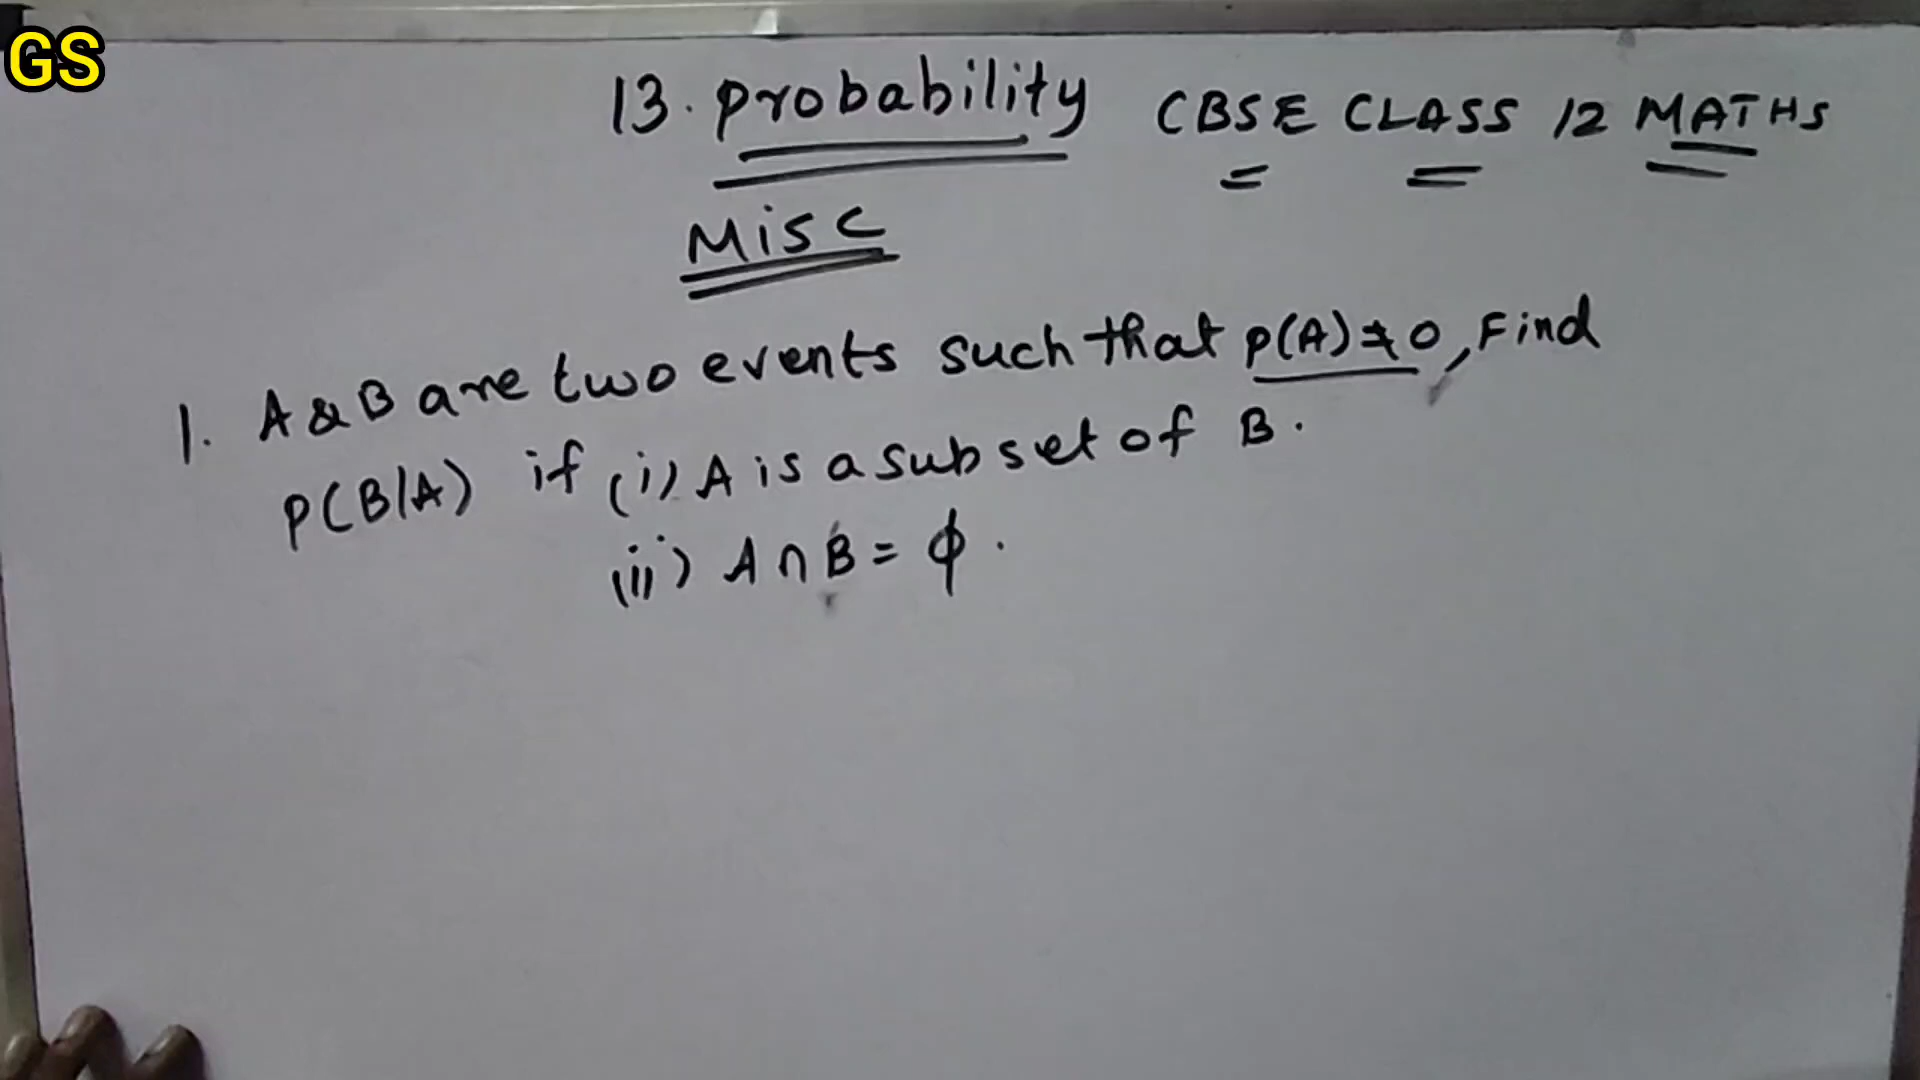 GS
13. Probability CBSE CLASS 12 MATHS
Misc
1. A & B are two events such that P(A) ≠ 0, Find
P(B|A) if (i) A is a subset of B.
(ii) A ∩ B = ϕ.